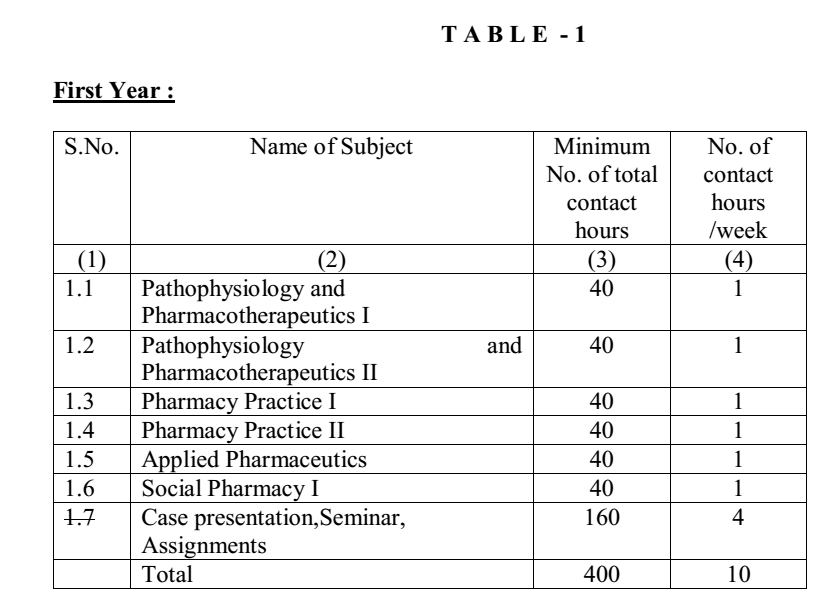 T A B L E - 1
First Year :
S.No. Name of Subject Minimum No. of total contact hours No. of contact hours /week
(1) (2) (3) (4)
1.1 Pathophysiology and 40 1
Pharmacotherapeutics I
1.2 Pathophysiology and 40 1
Pharmacotherapeutics II
1.3 Pharmacy Practice I 40 1
1.4 Pharmacy Practice II 40 1
1.5 Applied Pharmaceutics 40 1
1.6 Social Pharmacy I 40 1
1.7 Case presentation,Seminar, 160 4
Assignments
Total 400 10